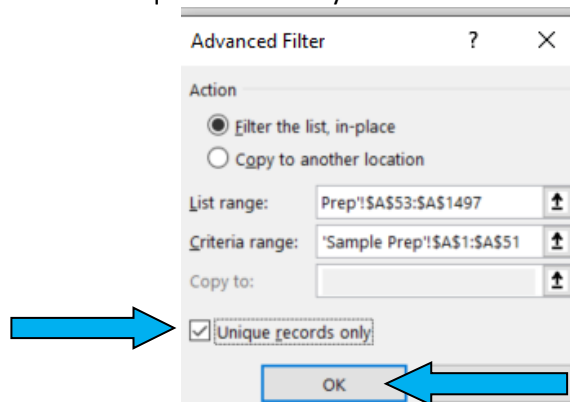 Advanced Filter ? ×
Action
Filter the list, in-place
Copy to another location
List range: Prep'!$A$53:$A$1497
Criteria range: 'Sample Prep'!$A$1:$A$51
Copy to:
Unique records only
OK